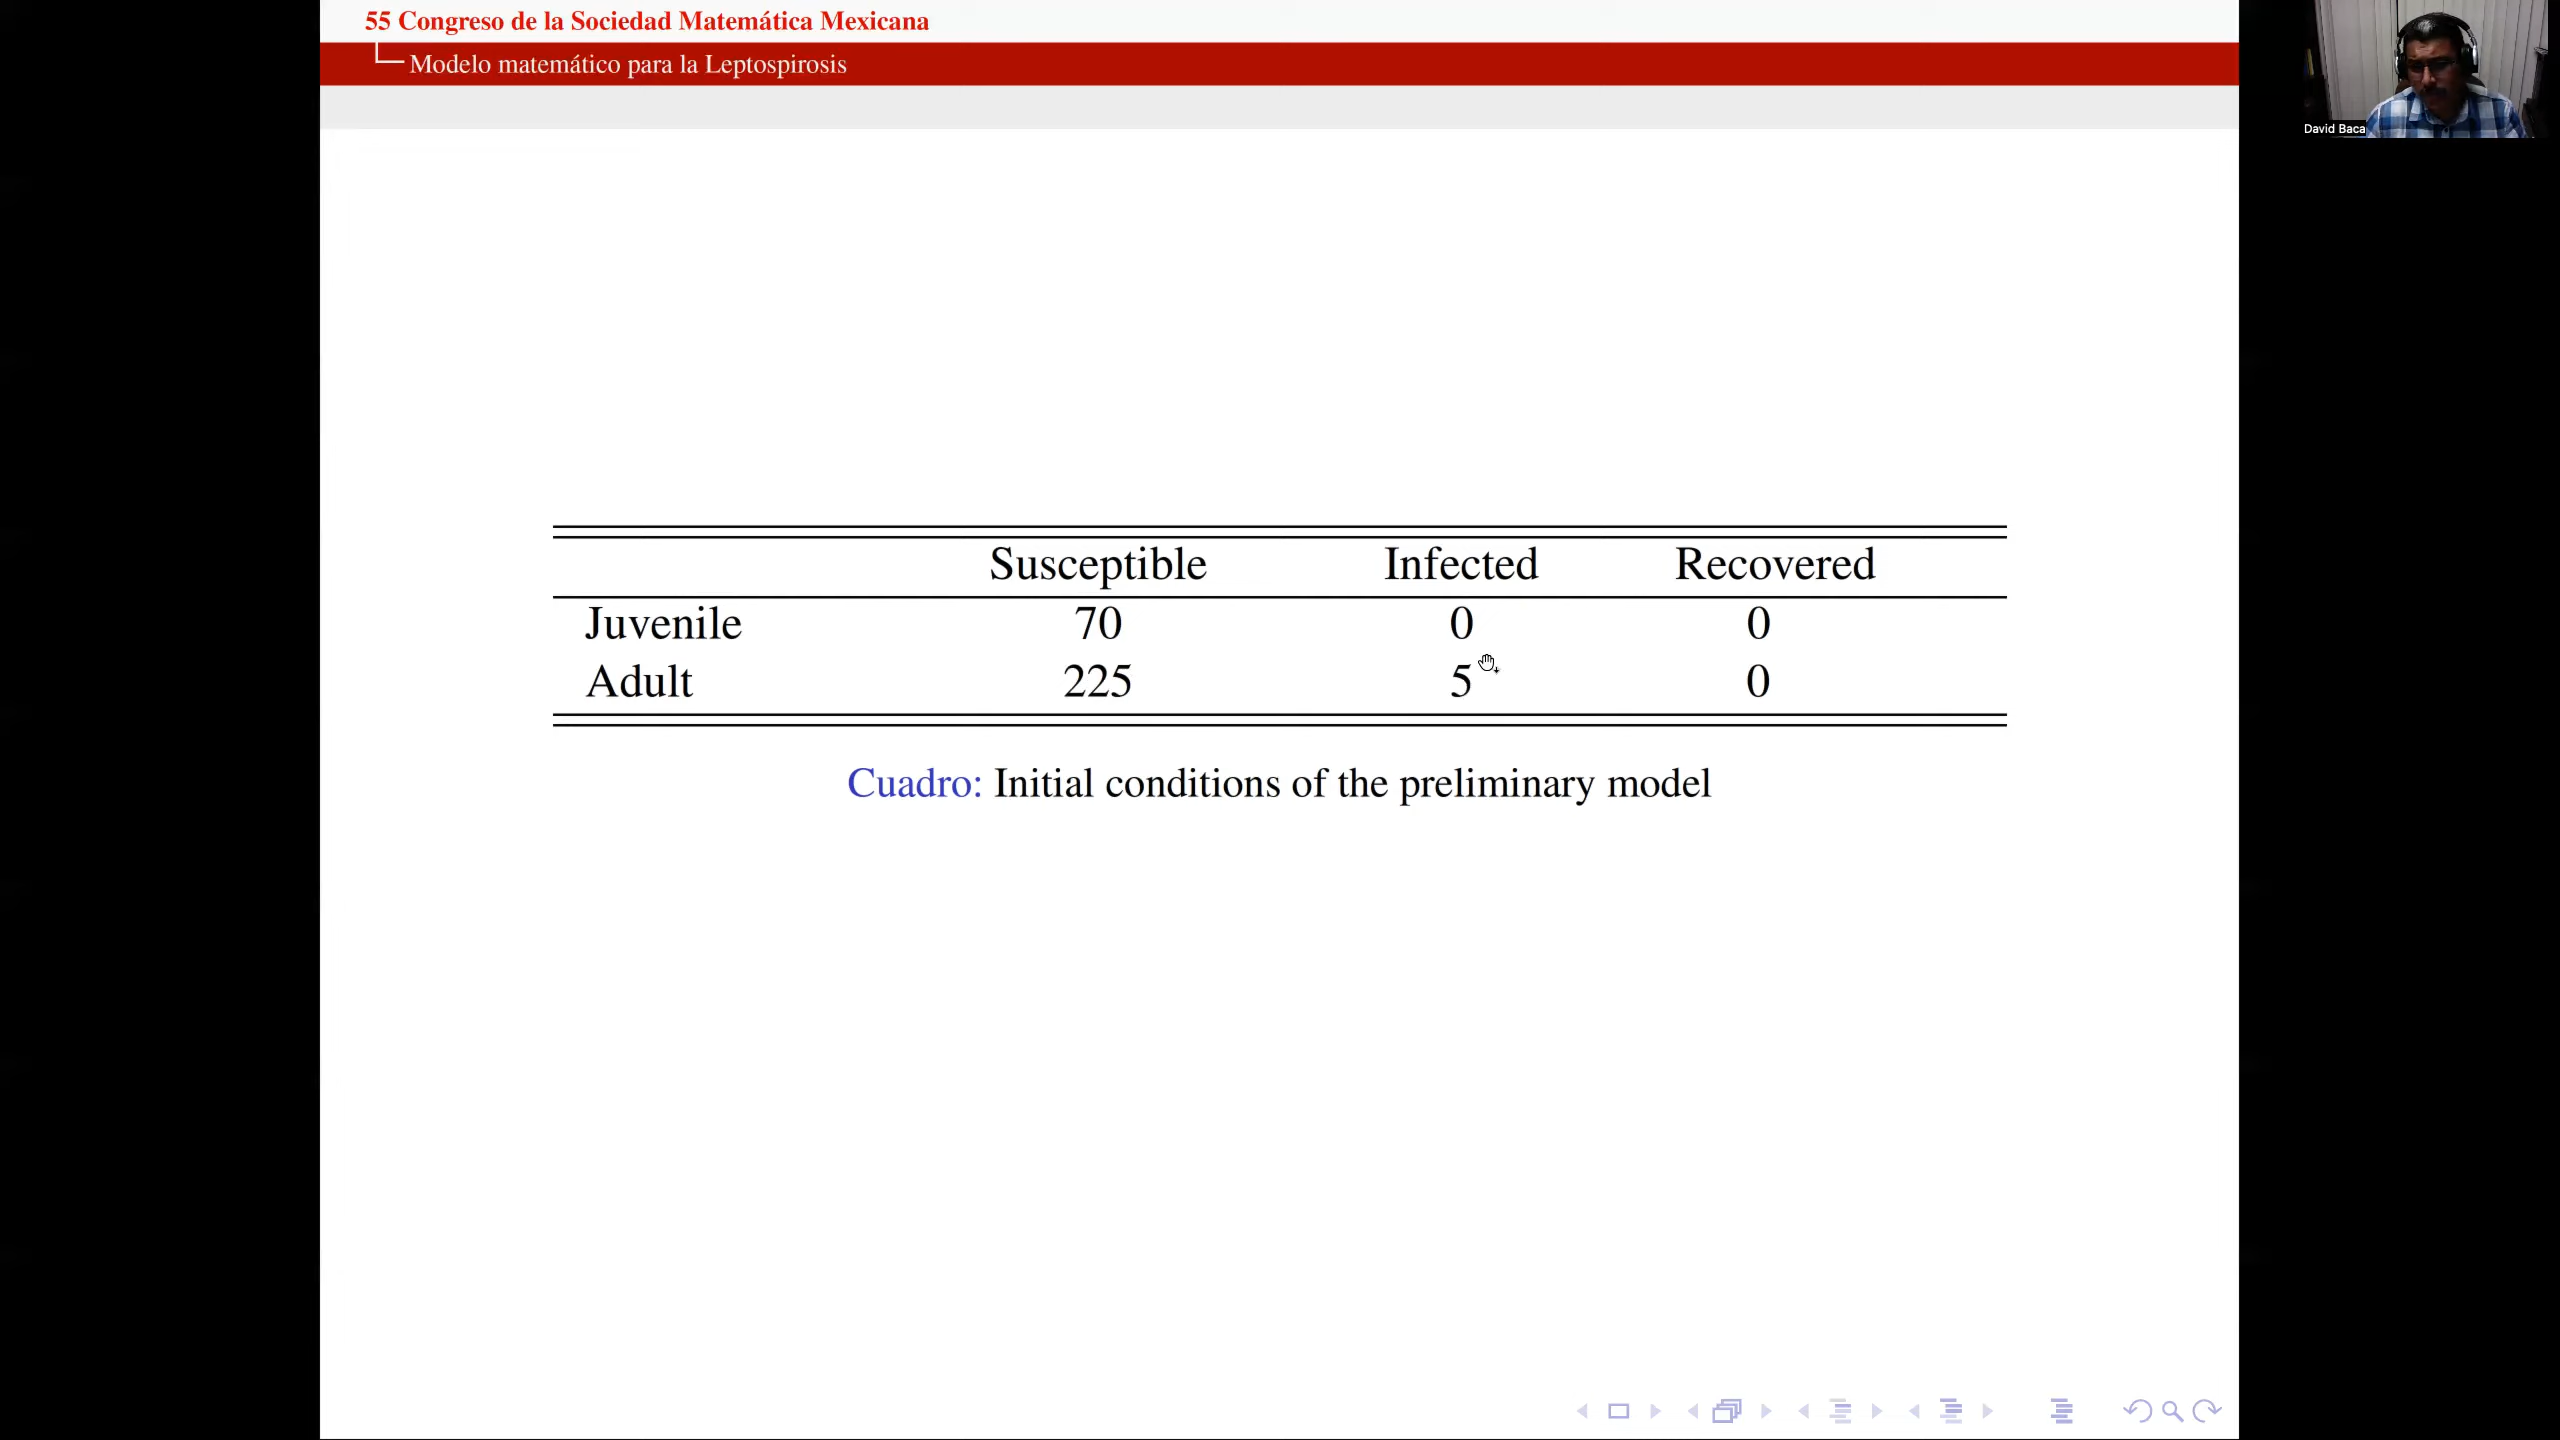 55 Congreso de la Sociedad Matemática Mexicana
Modelo matemático para la Leptospirosis
David Baca
Susceptible Infected Recovered
Juvenile 70 0 0
Adult 225 5 0
Cuadro: Initial conditions of the preliminary model